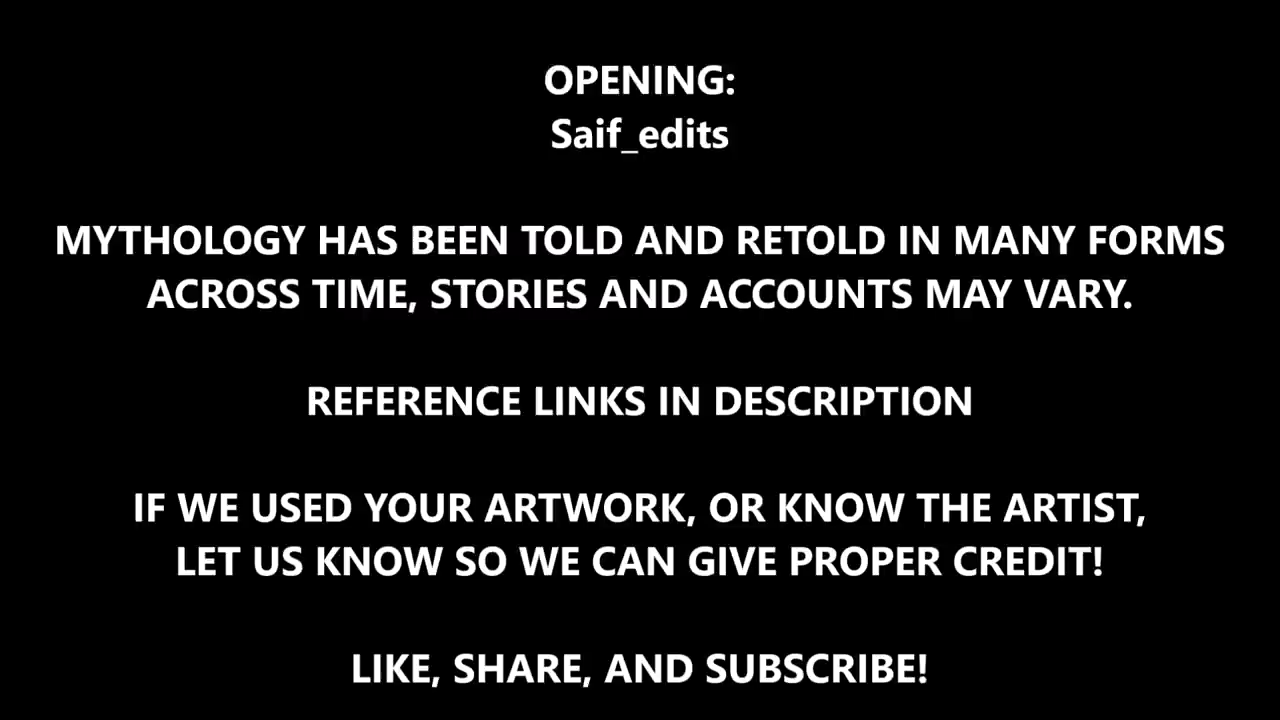 OPENING:
Saif_edits
MYTHOLOGY HAS BEEN TOLD AND RETOLD IN MANY FORMS
ACROSS TIME, STORIES AND ACCOUNTS MAY VARY.
REFERENCE LINKS IN DESCRIPTION
IF WE USED YOUR ARTWORK, OR KNOW THE ARTIST,
LET US KNOW SO WE CAN GIVE PROPER CREDIT!
LIKE, SHARE, AND SUBSCRIBE!